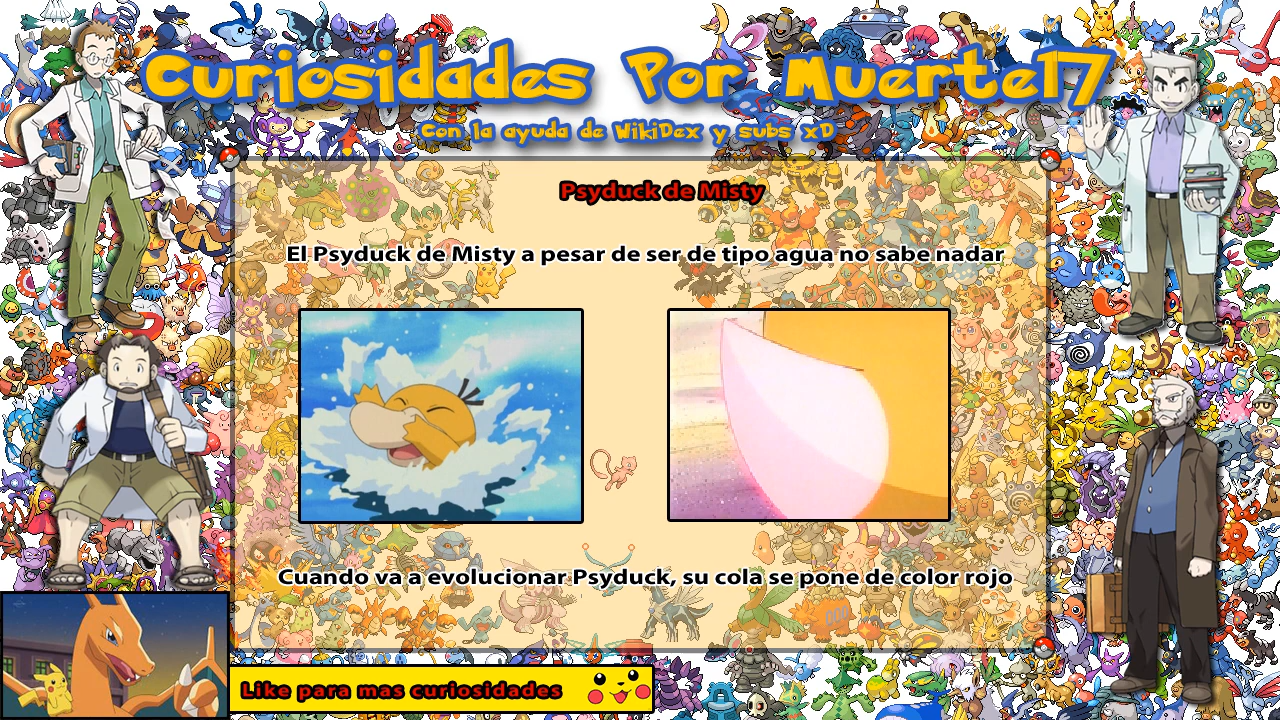 Curiosidades Por Muerte17
Con la ayuda de WikiDex y subs xD
Psyduck de Misty
El Psyduck de Misty a pesar de ser de tipo agua no sabe nadar
Cuando va a evolucionar Psyduck, su cola se pone de color rojo
Like para mas curiosidades